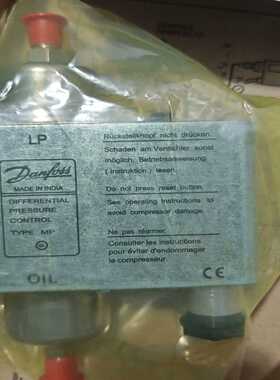 LP
Danfoss
MADE IN INDIA
DIFFERENTIAL
PRESSURE
CONTROL
TYPE MP
OIL
Rückstellknopf nicht drücken.
Schaden am Verdichter sonst
möglich. Betriebsanweisung
(instruktion) lesen.
Do not press reset button.
See operating instructions to
avoid compressor damage.
Ne pas réarmer.
Consulter les instructions
pour éviter d'endommager
le compresseur.
CE